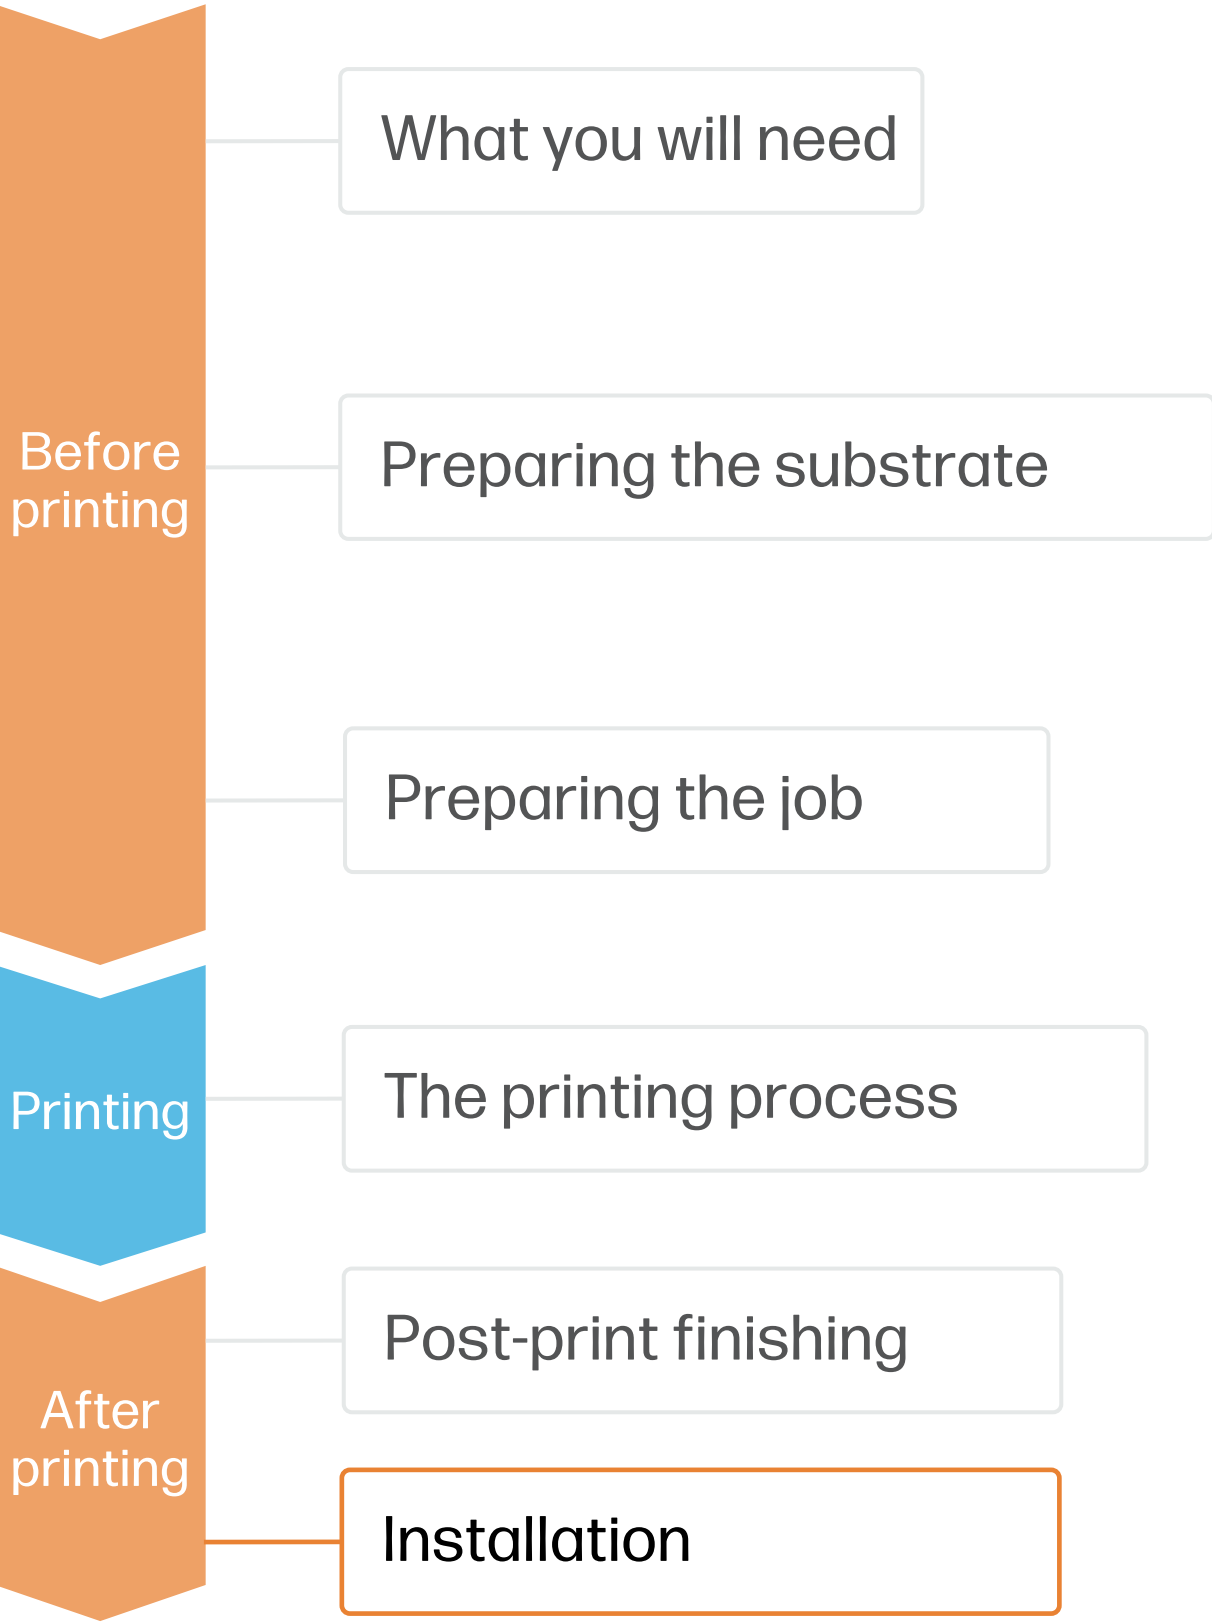 What you will need
Before
printing
Preparing the substrate
Preparing the job
Printing
The printing process
After
printing
Post-print finishing
Installation